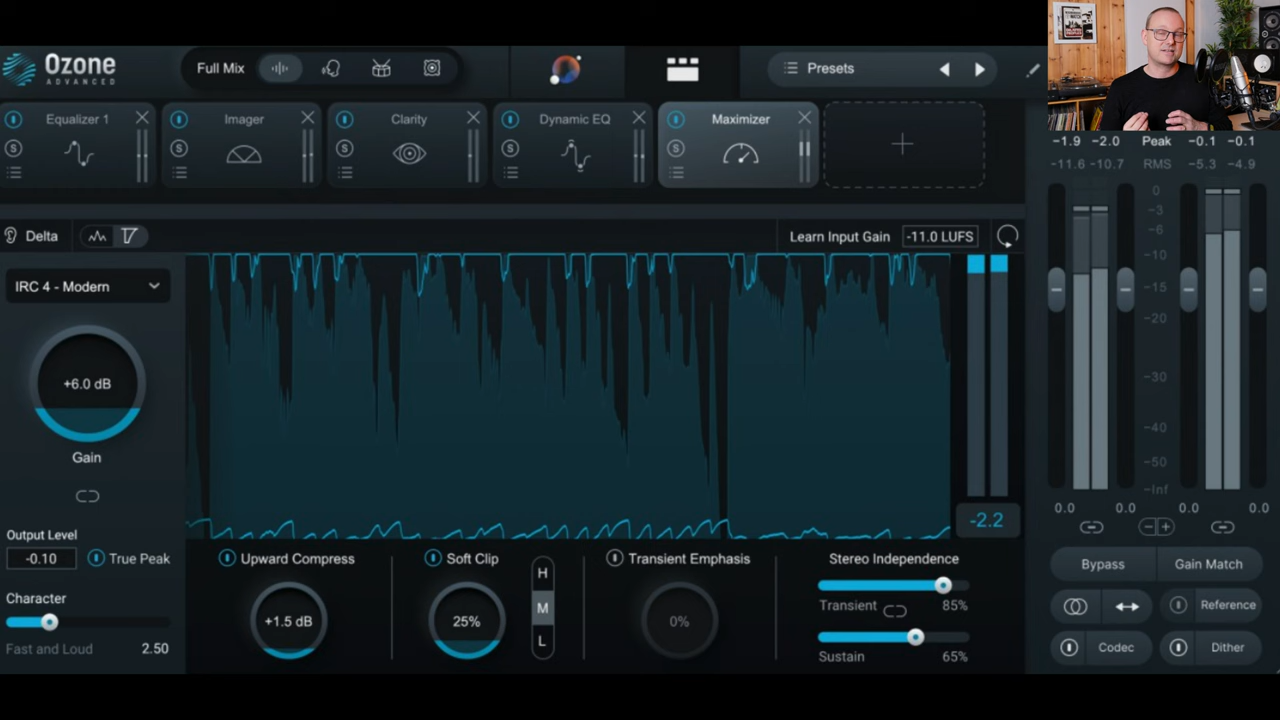 Ozone
ADVANCED
Full Mix
Presets
Equalizer 1
Imager
Clarity
Dynamic EQ
Maximizer
S
S
S
S
S
-1.9 -2.0 Peak -0.1 -0.1
-11.6 -10.7 RMS -5.3 -4.9
Delta
Learn Input Gain -11.0 LUFS
IRC 4 - Modern
+6.0 dB
Gain
Output Level
-0.10 True Peak
Character
Fast and Loud 2.50
-2.2
0
-3
-6
-10
-15
-20
-30
-40
-50
-Inf
0.0 0.0 0.0 0.0
Upward Compress
+1.5 dB
Soft Clip
25%
H
M
L
Transient Emphasis
0%
Stereo Independence
Transient 85%
Sustain 65%
Bypass Gain Match
Reference
Codec Dither